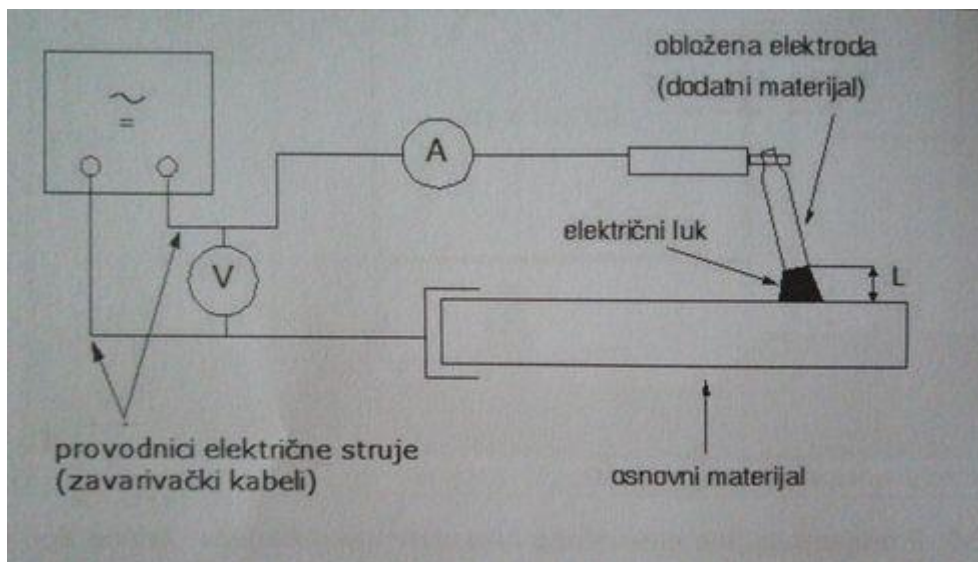 obložena elektroda
(dodatni materijal)
A
električni luk
V
L
provodnici električne struje
(zavarivački kabeli)
osnovni materijal